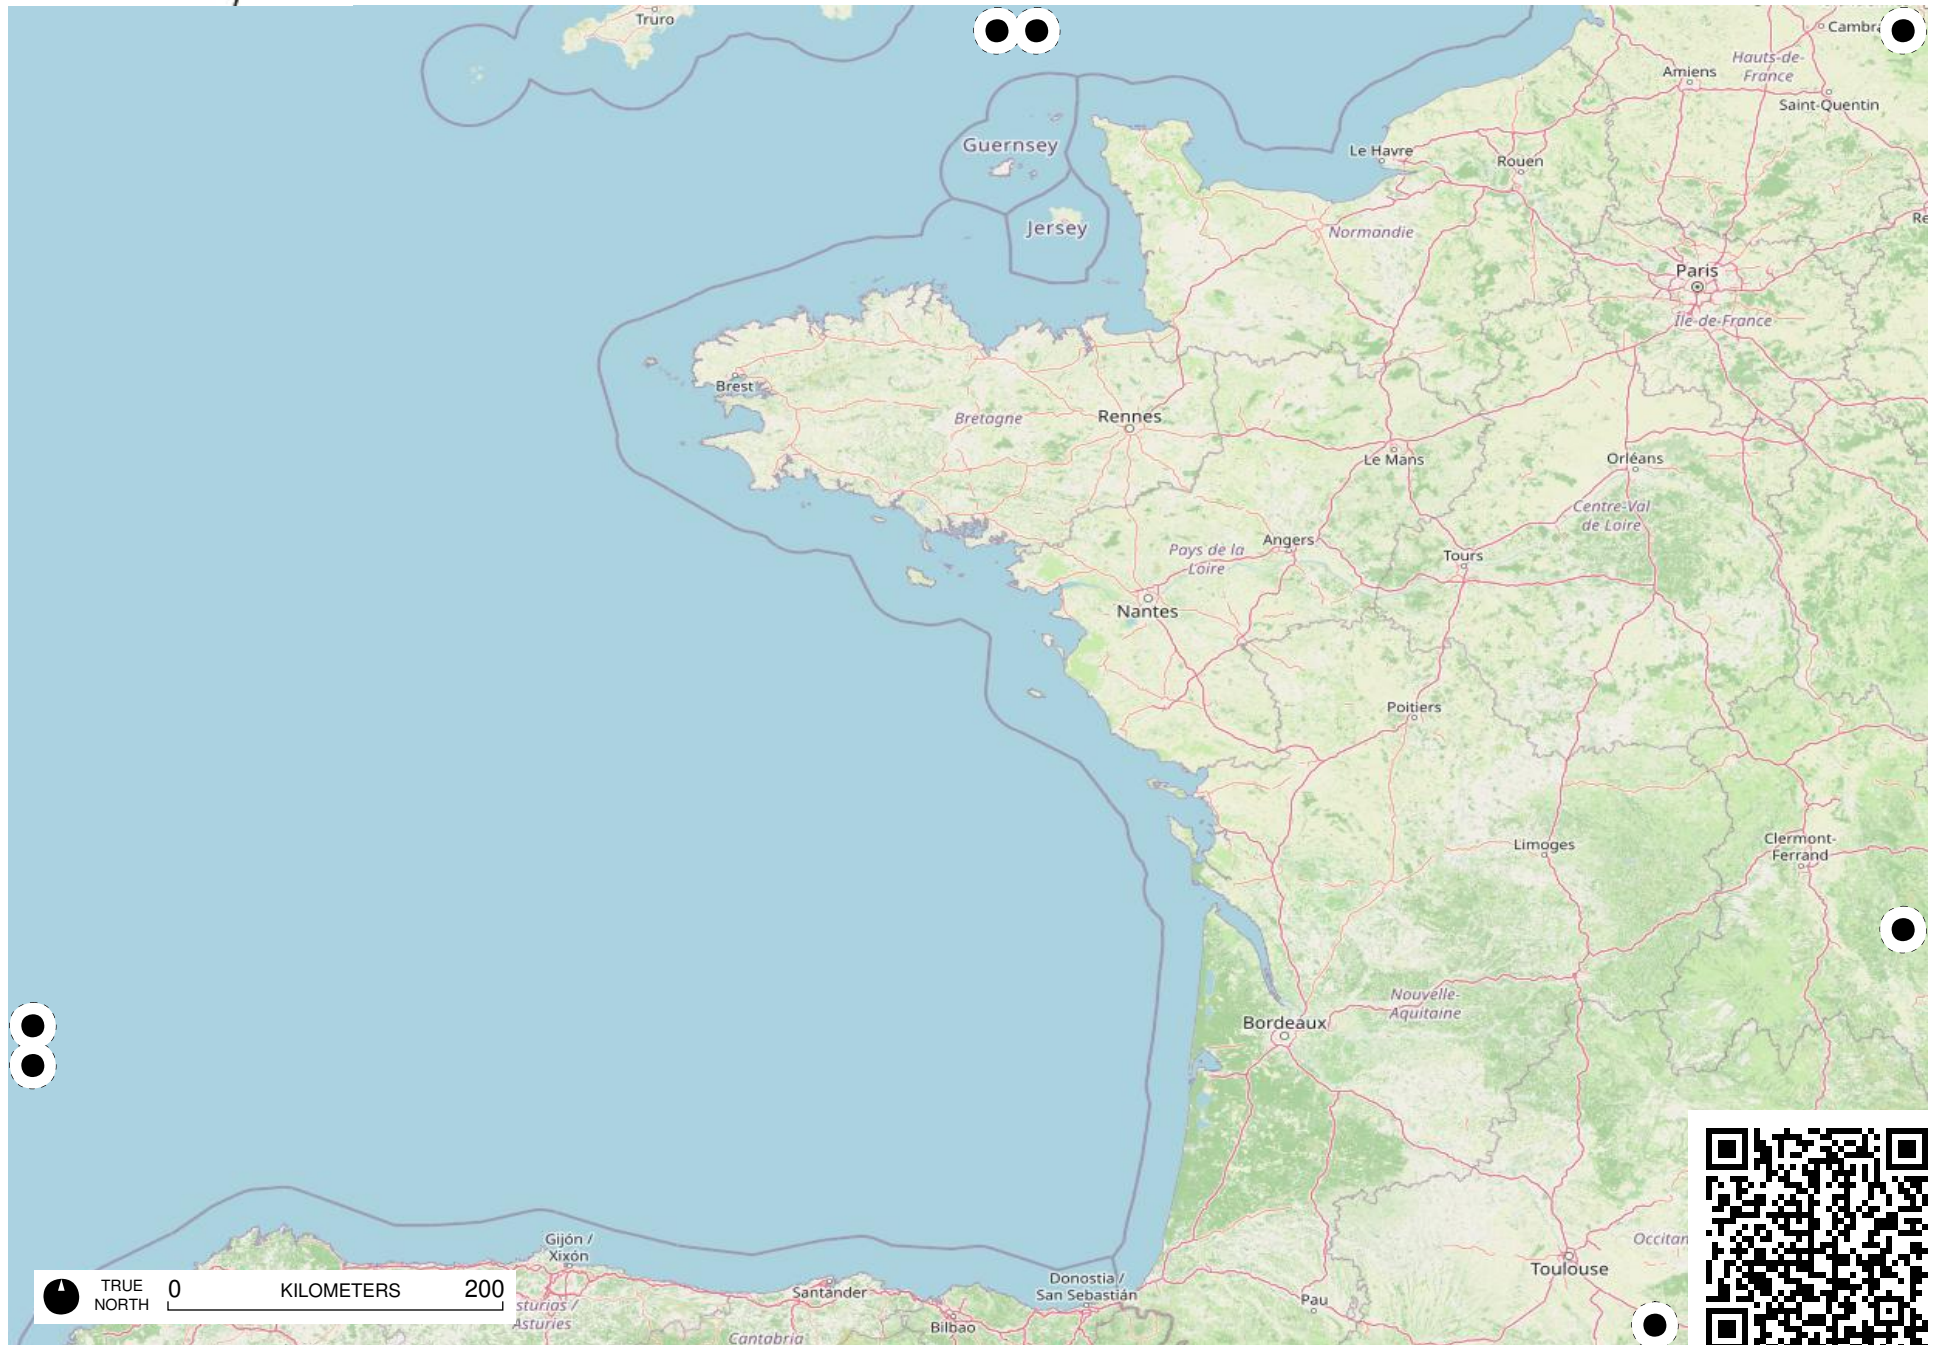 Truro
Cambra
Hauts-de-
France
Amiens
Saint-Quentin
Guernsey
Le Havre
Rouen
Re
Jersey
Normandie
Paris
Île-de-France
Brest
Bretagne
Rennes
Le Mans
Orléans
Centre-Val
de Loire
Angers
Pays de la
Loire
Tours
Nantes
Poitiers
Limoges
Clermont-
Ferrand
Nouvelle-
Aquitaine
Bordeaux
Gijón /
Xixón
Occitan
Toulouse
Donostia /
San Sebastián
Santander
Pau
Bilbao
sturias /
Asturies
Cantabria
TRUE
NORTH
0 KILOMETERS 200